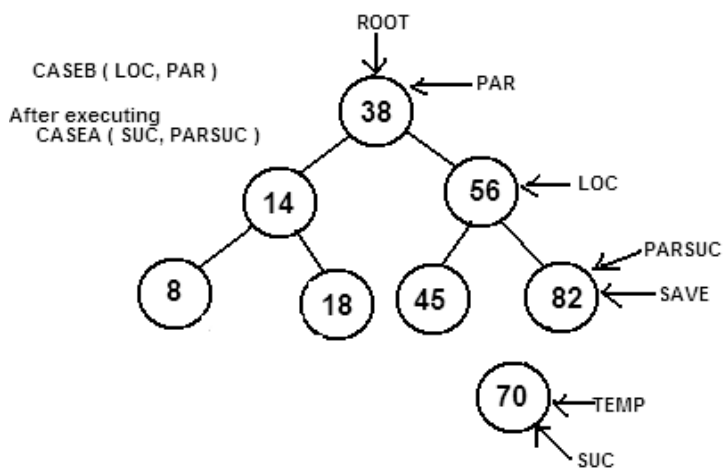 ROOT
CASEB ( LOC, PAR )
PAR
After executing
CASEA ( SUC, PARSUC )
38
14
56
LOC
PARSUC
8
18
45
82
SAVE
70
TEMP
SUC